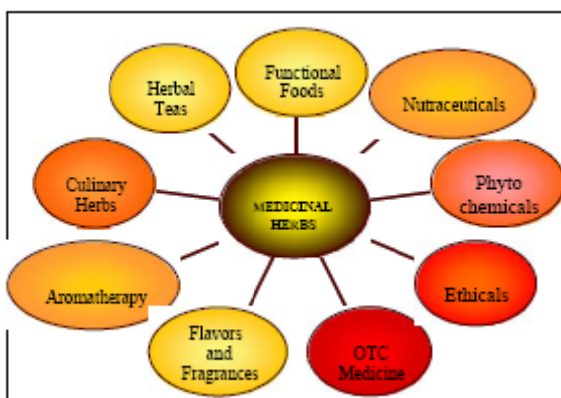 Functional
Foods
Herbal
Teas
Nutraceuticals
Culinary
Herbs
MEDICINAL
HERBS
Phyto
chemicals
Aromatherapy
Ethicals
Flavors
and
Fragrances
OTC
Medicine